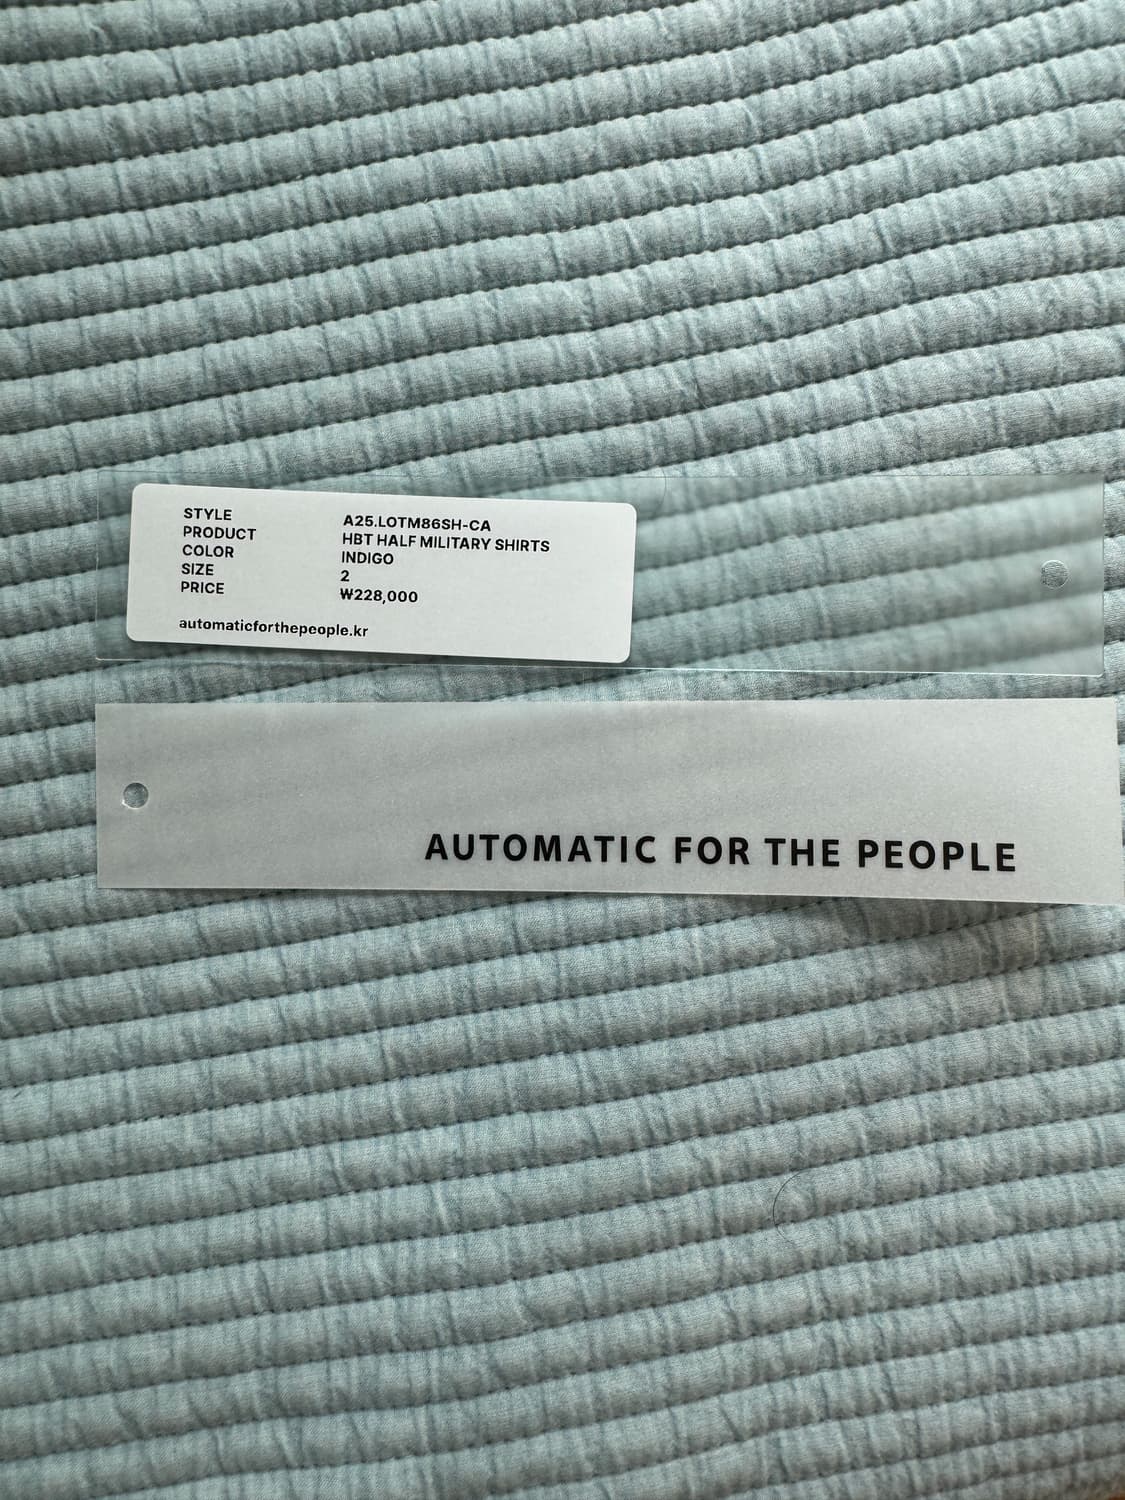 STYLE A25.LOTM86SH-CA
PRODUCT HBT HALF MILITARY SHIRTS
COLOR INDIGO
SIZE 2
PRICE ₩228,000
automaticforthepeople.kr
AUTOMATIC FOR THE PEOPLE